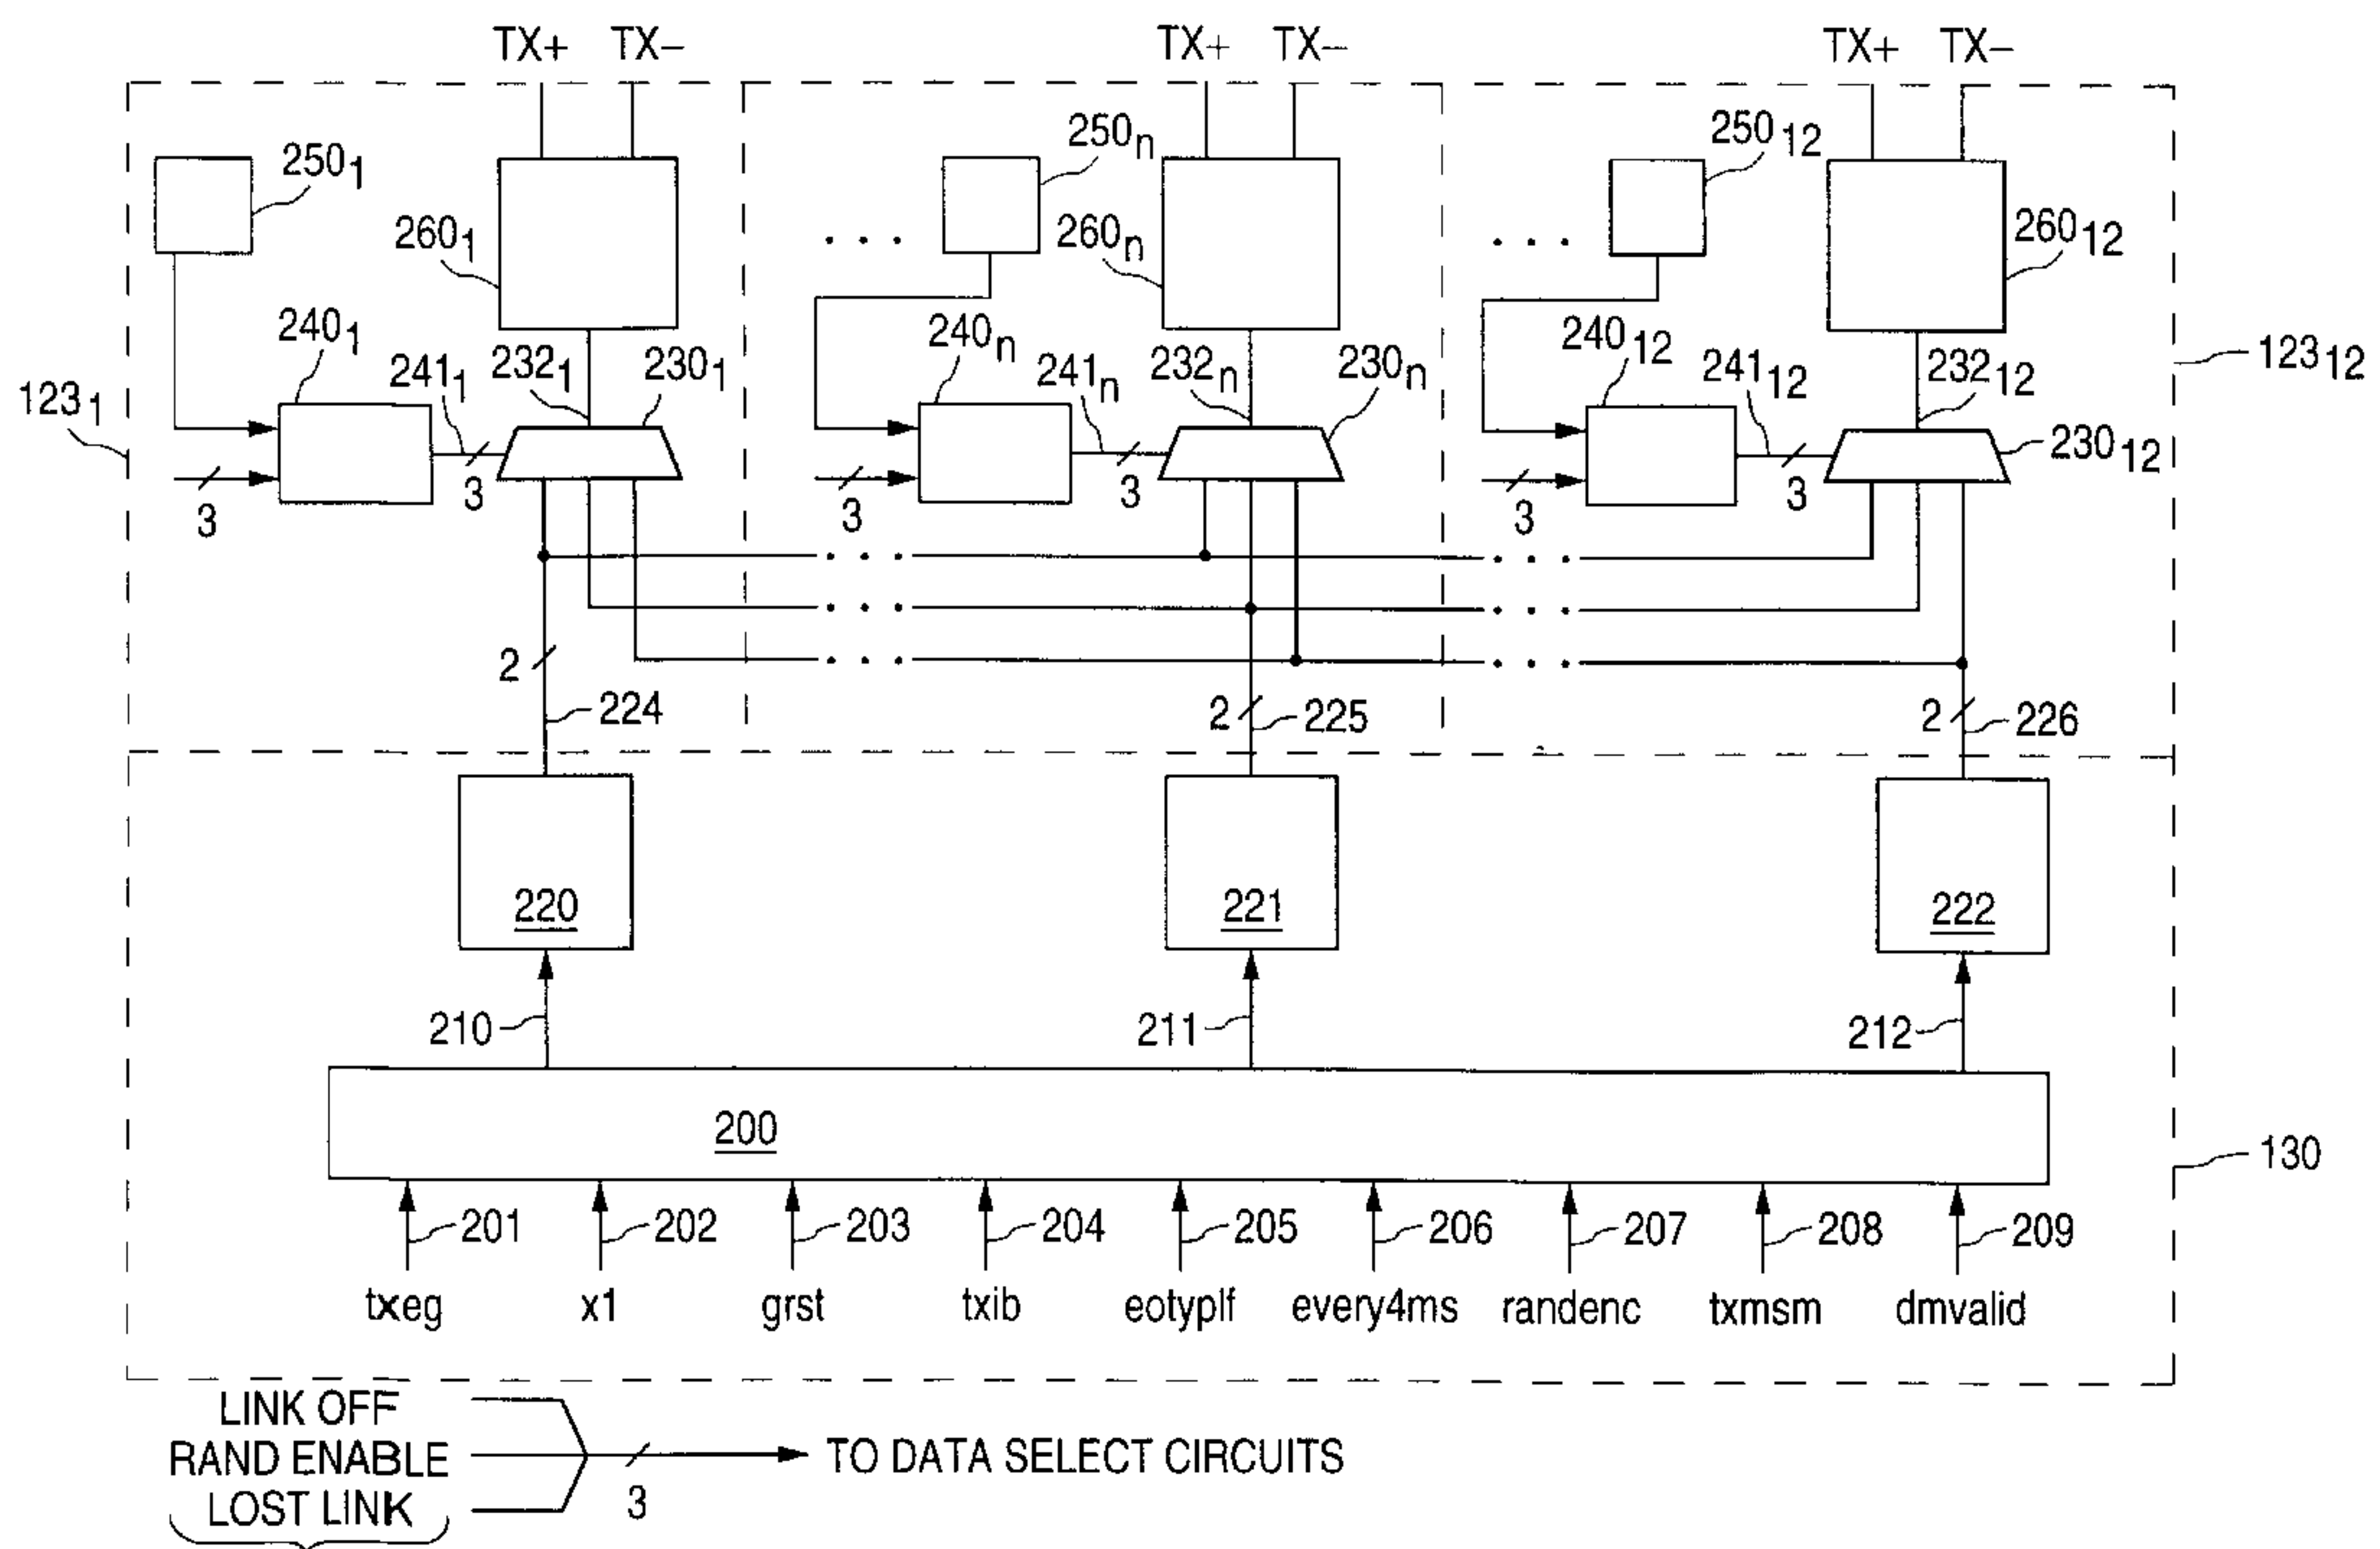 TX+ TX– TX+ TX– TX+ TX–
250₁ 250ₙ 250₁₂
260₁ 260ₙ 260₁₂
240₁ 240ₙ 240₁₂
241₁ 232₁ 230₁ 241ₙ 232ₙ 230ₙ 241₁₂ 232₁₂ 123₁₂
123₁ 230₁₂
3 3 3 3 3 3
2 224 2 225 2 226
220 221 222
210 211 212
200
130
201 202 203 204 205 206 207 208 209
txeg x1 grst txib eotyplf every4ms randenc txmsm dmvalid
LINK OFF
RAND ENABLE TO DATA SELECT CIRCUITS
LOST LINK 3